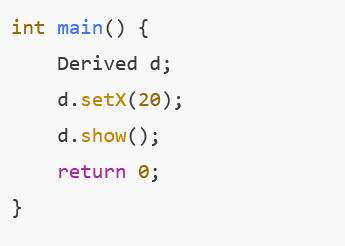 int main() {
    Derived d;
    d.setX(20);
    d.show();
    return 0;
}